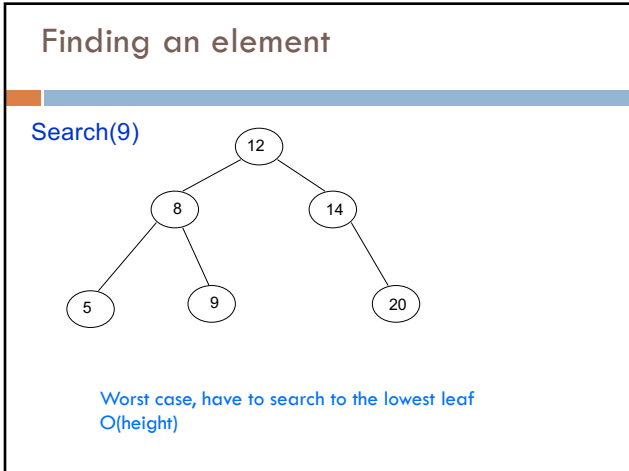 Finding an element
Search(9)
12
8
14
5
9
20
Worst case, have to search to the lowest leaf
O(height)